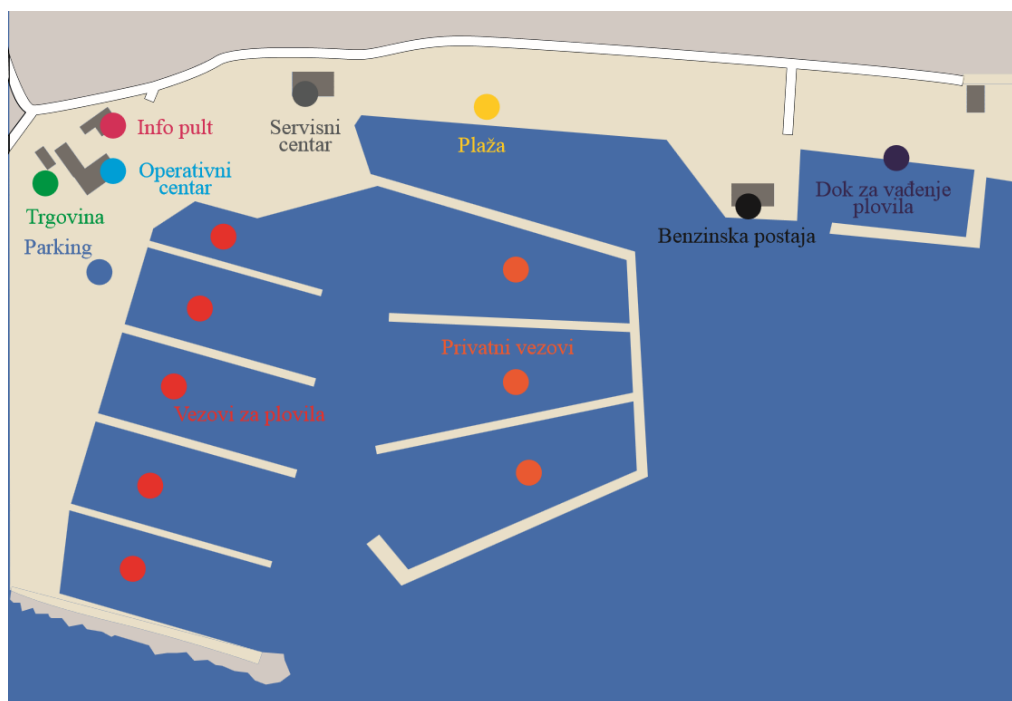 Info pult
Servisni
centar
Plaža
Operativni
centar
Dok za vađenje
plovila
Trgovina
Benzinska postaja
Parking
Privatni vezovi
Vezovi za plovila